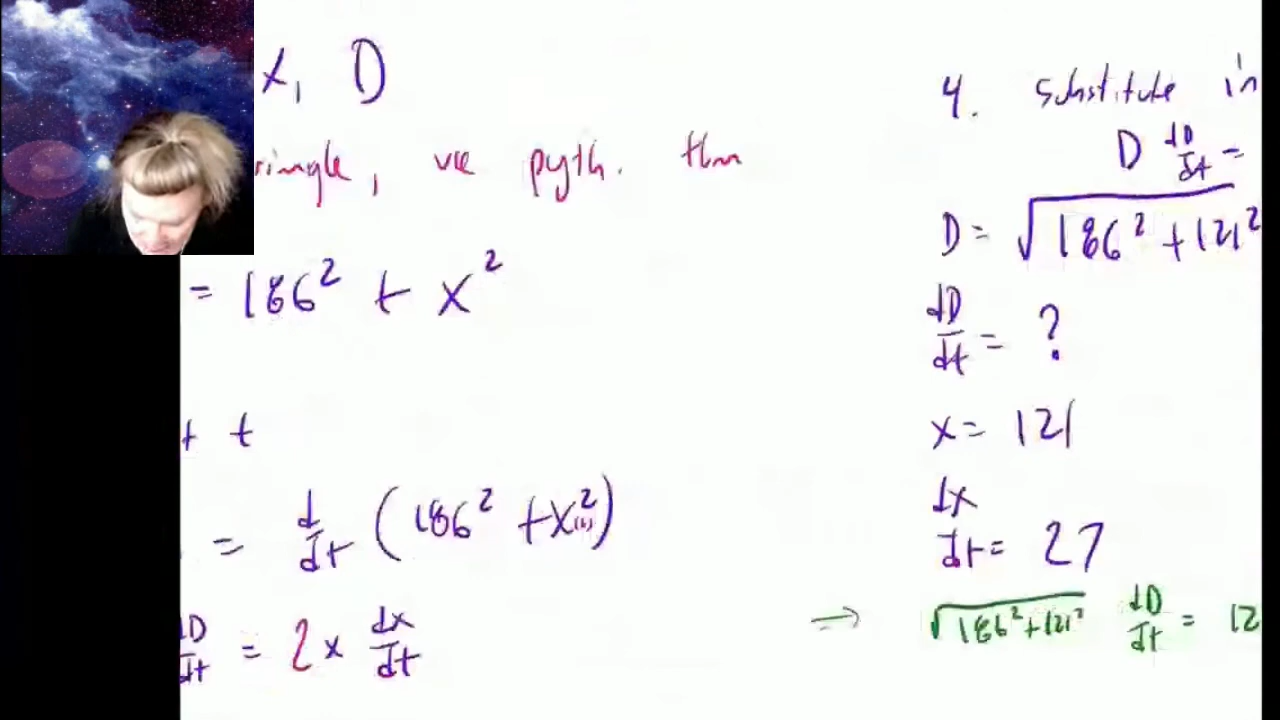 x, D
, use pyth. thm
= 186² + x²
t
= d/dt (186² + x²(t))
dD/dt = 2x dx/dt
4. Substitute in
D dD/dt =
D = √186² + 121²
dD/dt = ?
x = 121
dx/dt = 27
⇒ √186² + 121² dD/dt = 12